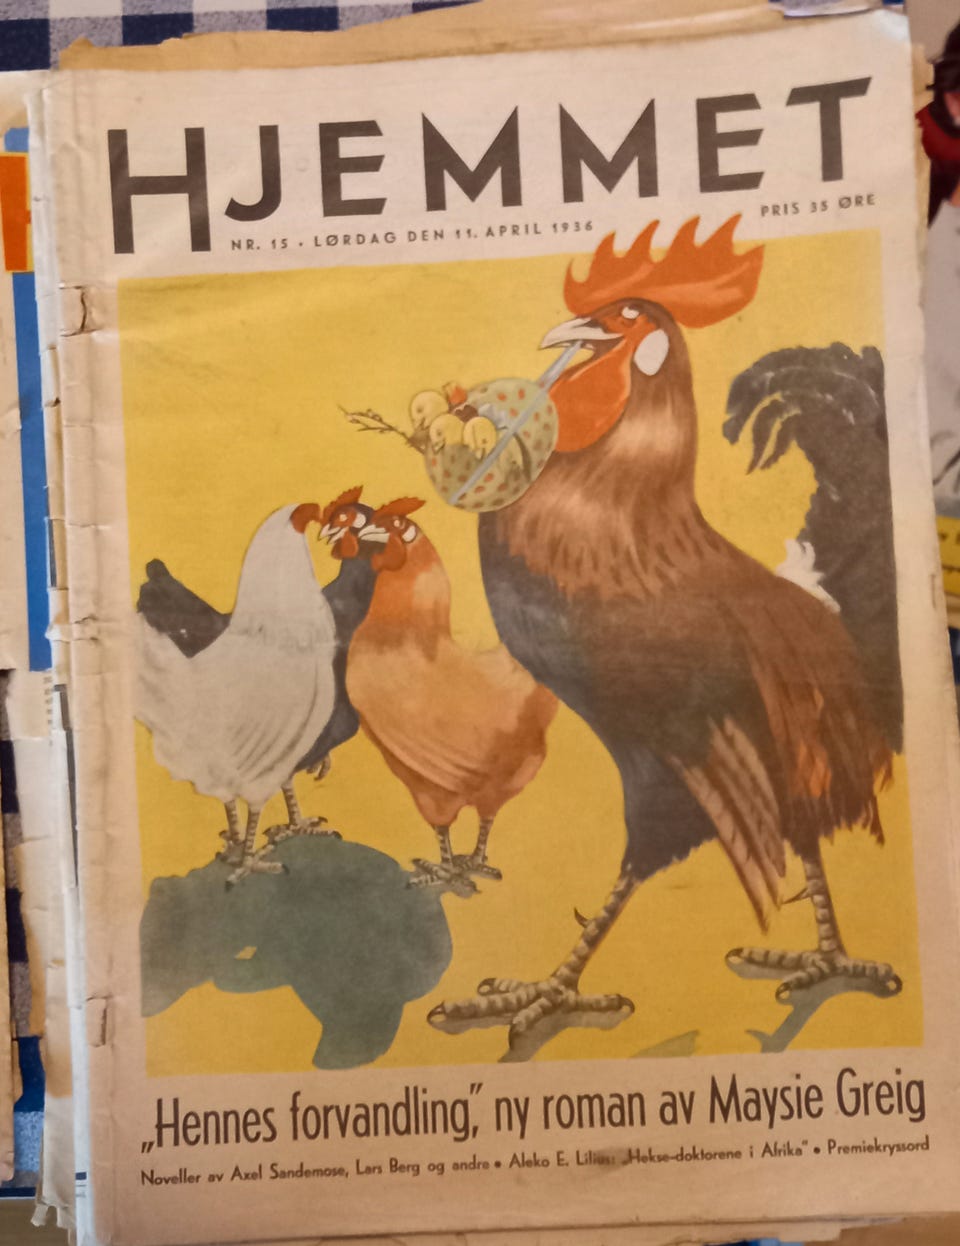 HJEMMET
NR. 15 • LØRDAG DEN 11. APRIL 1936
PRIS 35 ØRE
„Hennes forvandling,” ny roman av Maysie Greig
Noveller av Axel Sandemose, Lars Berg og andre • Aleko E. Lilius: „Hekse-doktorene i Afrika” • Premiekryssord